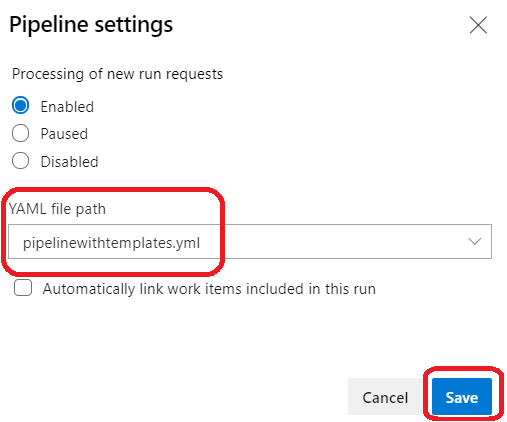 Pipeline settings
Processing of new run requests
Enabled
Paused
Disabled
YAML file path
pipelinewithtemplates.yml
Automatically link work items included in this run
Cancel
Save